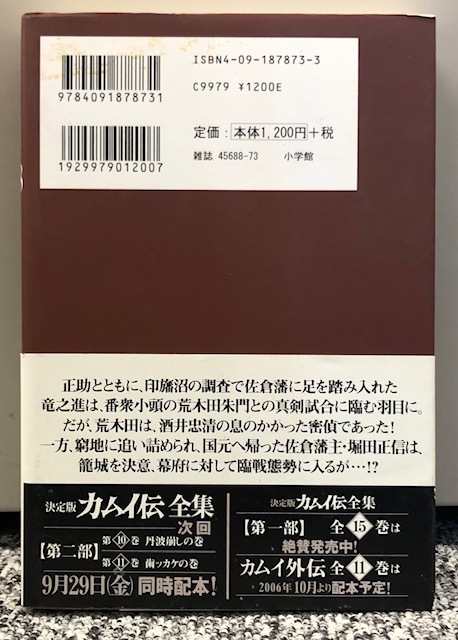 ISBN4-09-187873-3
C9979 ¥1200E
9784091878731
定価：本体1,200円+税
雑誌 45688-73 小学館
1929979012007
正助とともに、印旛沼の調査で佐倉藩に足を踏み入れた
竜之進は、番衆小頭の荒木田朱門との真剣試合に臨む羽目に。
だが、荒木田は、酒井忠清の息のかかった密偵であった！
一方、窮地に追い詰められ、国元へ帰った佐倉藩主・堀田正信は、
籠城を決意、幕府に対して臨戦態勢に入るが…!?
決定版 カムイ伝 全集
次回
【第二部】
第⑩巻 丹波崩しの巻
第⑪巻 歯ッカケの巻
9月29日(金)同時配本！
決定版 カムイ伝全集
【第一部】 全⑮巻は
絶賛発売中！
カムイ外伝 全⑪巻は
2006年10月より配本予定！